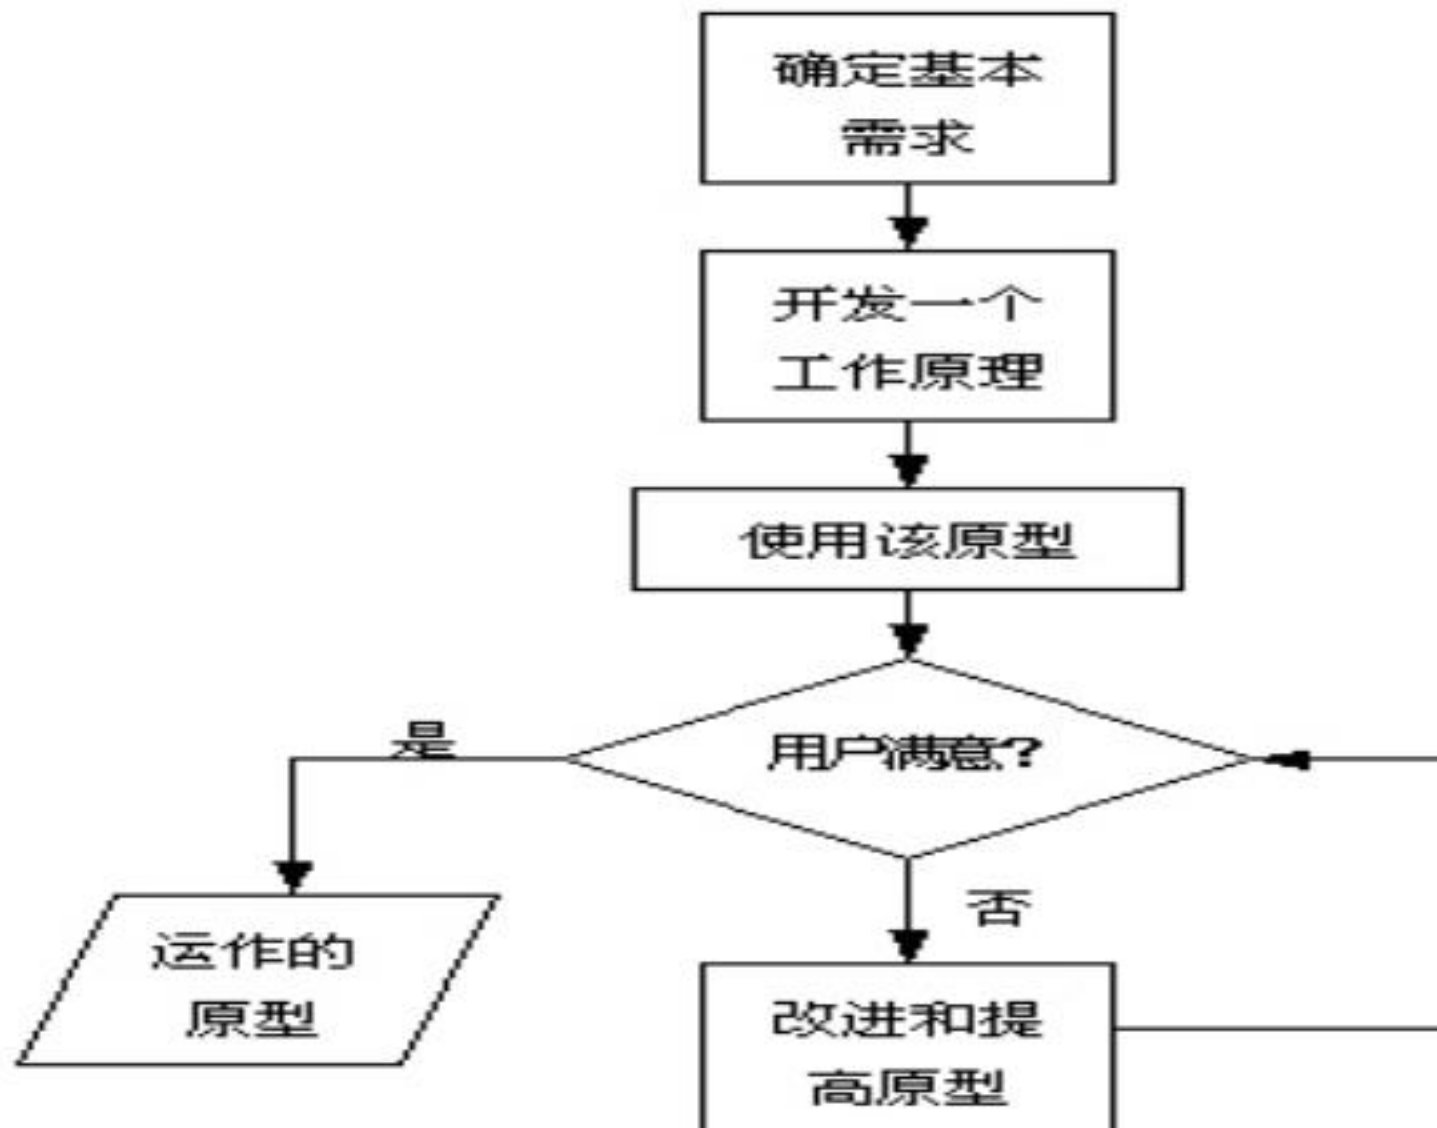 确定基本
需求
开发一个
工作原理
使用该原型
是
用户满意?
否
运作的
原型
改进和提
高原型